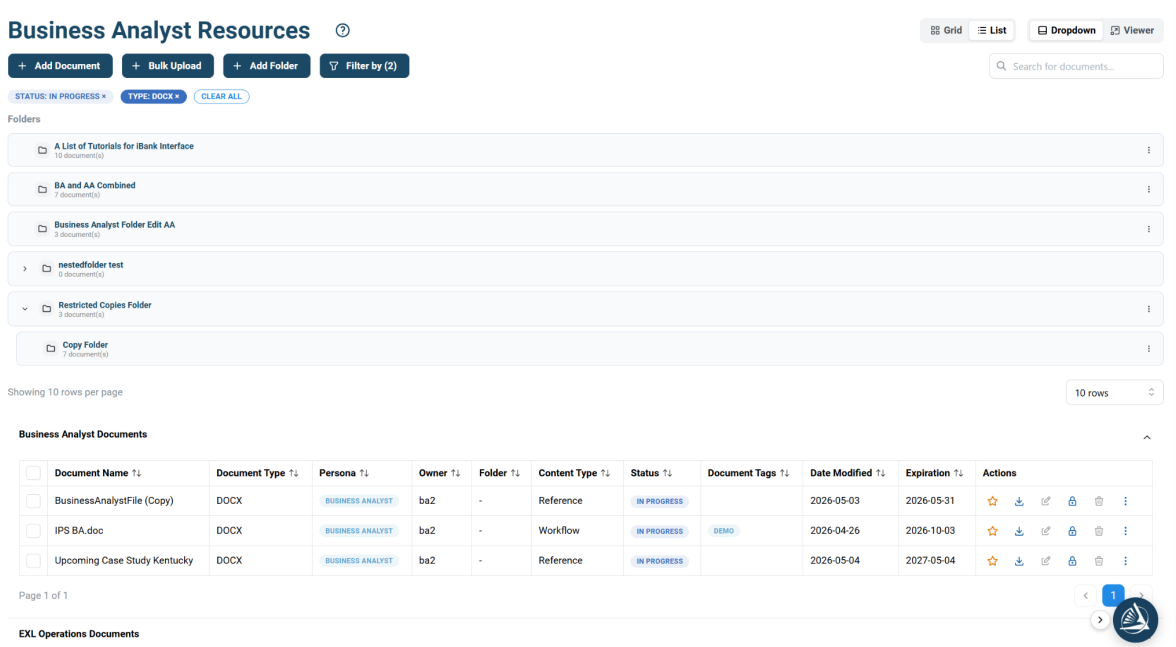 Business Analyst Resources
Grid List Dropdown Viewer
+ Add Document + Bulk Upload + Add Folder Filter by (2)
Search for documents...
STATUS: IN PROGRESS × TYPE: DOCX × CLEAR ALL
Folders
A List of Tutorials for iBank Interface
10 document(s)
BA and AA Combined
7 document(s)
Business Analyst Folder Edit AA
3 document(s)
nestedfolder test
0 document(s)
Restricted Copies Folder
3 document(s)
Copy Folder
7 document(s)
Showing 10 rows per page
10 rows
Business Analyst Documents
Document Name Document Type Persona Owner Folder Content Type Status Document Tags Date Modified Expiration Actions
BusinessAnalystFile (Copy) DOCX BUSINESS ANALYST ba2 - Reference IN PROGRESS 2026-05-03 2026-05-31
IPS BA.doc DOCX BUSINESS ANALYST ba2 - Workflow IN PROGRESS DEMO 2026-04-26 2026-10-03
Upcoming Case Study Kentucky DOCX BUSINESS ANALYST ba2 - Reference IN PROGRESS 2026-05-04 2027-05-04
Page 1 of 1
1
EXL Operations Documents